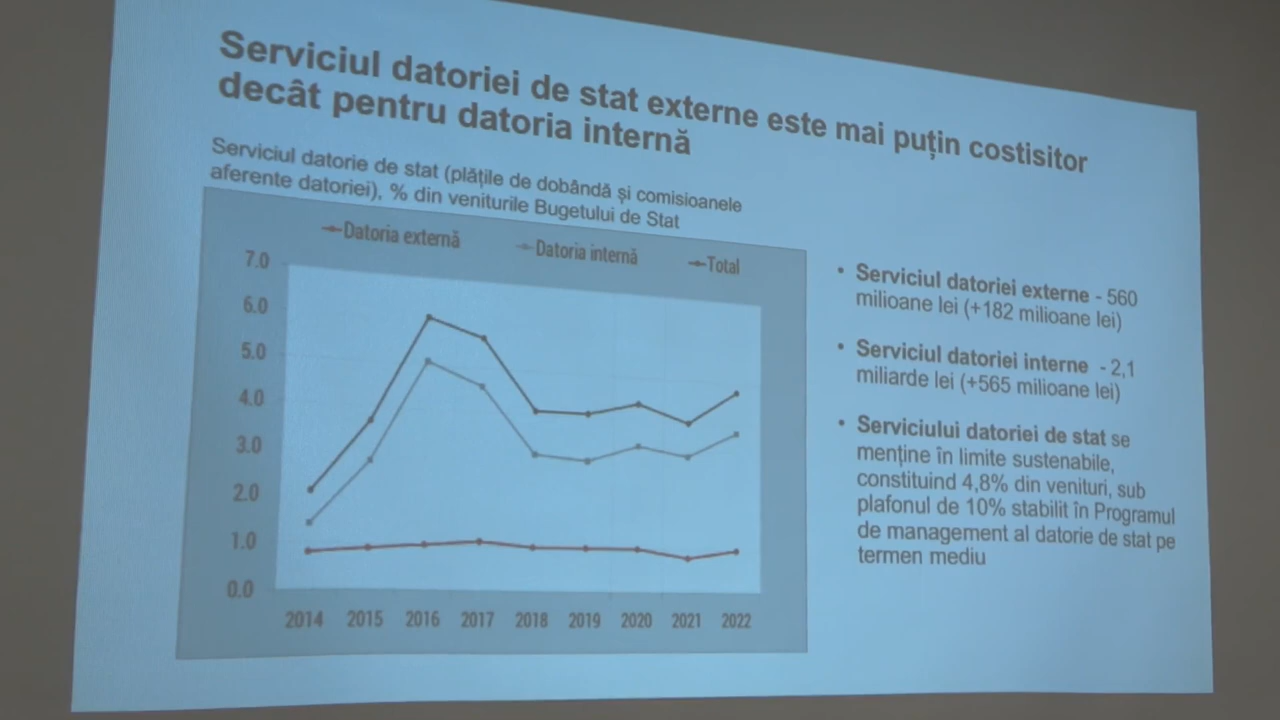 Serviciul datoriei de stat externe este mai puțin costisitor
decât pentru datoria internă
Serviciul datorie de stat (plățile de dobândă și comisioanele
aferente datoriei), % din veniturile Bugetului de Stat
Datoria externă
Datoria internă
Total
7.0
6.0
5.0
4.0
3.0
2.0
1.0
0.0
2014 2015 2016 2017 2018 2019 2020 2021 2022
• Serviciul datoriei externe - 560
milioane lei (+182 milioane lei)
• Serviciul datoriei interne - 2,1
miliarde lei (+565 milioane lei)
• Serviciului datoriei de stat se
menține în limite sustenabile,
constituind 4,8% din venituri, sub
plafonul de 10% stabilit în Programul
de management al datorie de stat pe
termen mediu